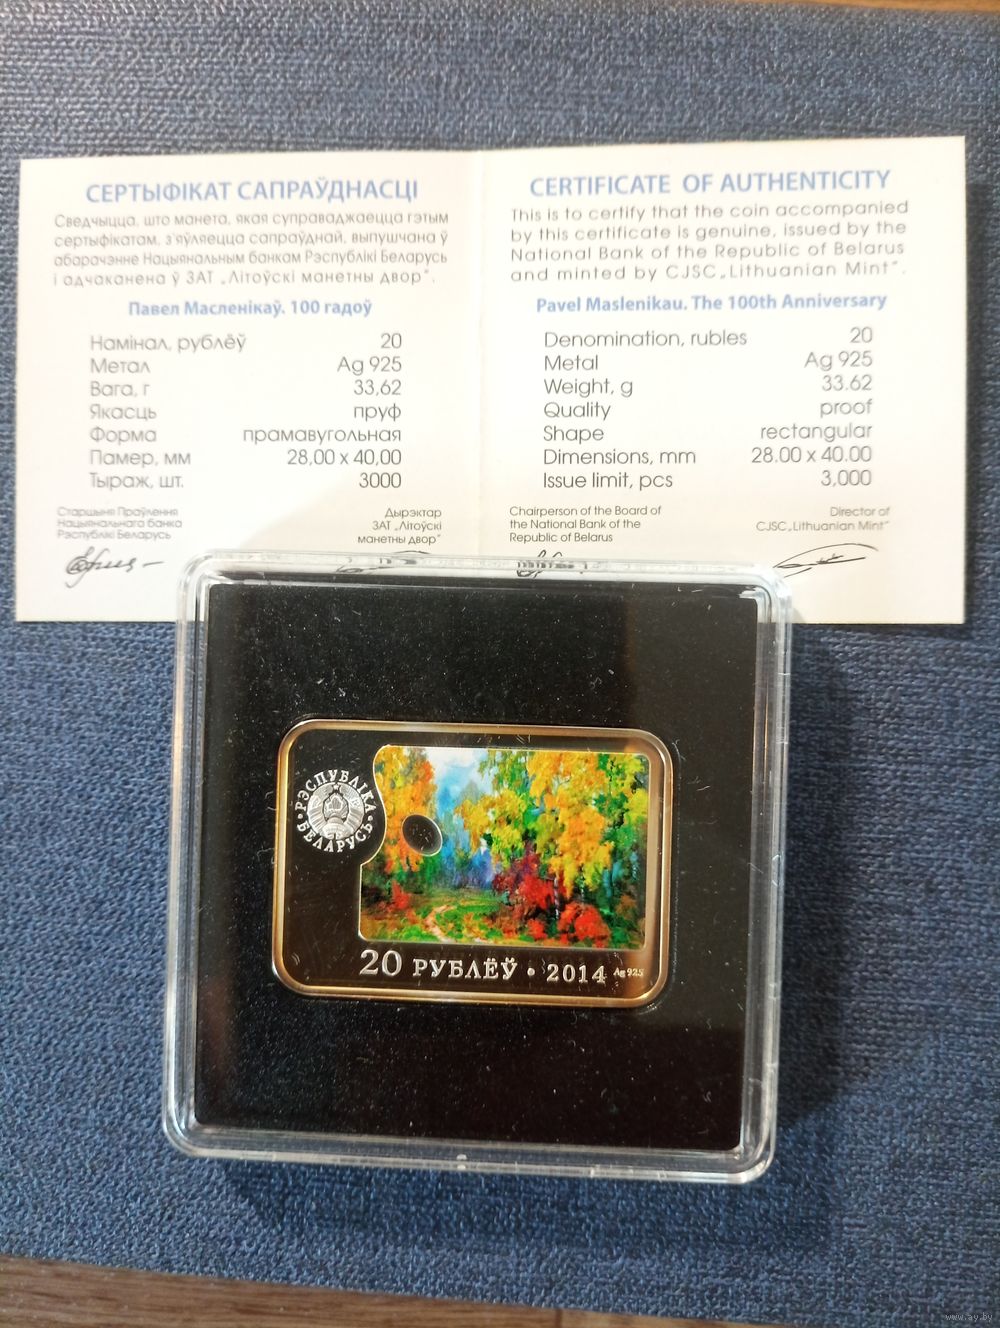 СЕРТЫФІКАТ САПРАЎДНАСЦІ
Сведчыцца, што манета, якая суправаджаецца гэтым
сертыфікатам, з'яўляецца сапраўднай, выпушчана ў
абарачэнне Нацыянальным банкам Рэспублікі Беларусь
і адчаканена ў ЗАТ „Літоўскі манетны двор“.
Павел Масленікаў. 100 гадоў
Намінал, рублёў 20
Метал Ag 925
Вага, г 33,62
Якасць пруф
Форма прамавугольная
Памер, мм 28,00 x 40,00
Тыраж, шт. 3000
Старшыня Праўлення
Нацыянальнага банка
Рэспублікі Беларусь
Дырэктар
ЗАТ „Літоўскі
манетны двор“
CERTIFICATE OF AUTHENTICITY
This is to certify that the coin accompanied
by this certificate is genuine, issued by the
National Bank of the Republic of Belarus
and minted by CJSC „Lithuanian Mint“.
Pavel Maslenikau. The 100th Anniversary
Denomination, rubles 20
Metal Ag 925
Weight, g 33.62
Quality proof
Shape rectangular
Dimensions, mm 28.00 x 40.00
Issue limit, pcs 3,000
Chairperson of the Board of
the National Bank of the
Republic of Belarus
Director of
CJSC „Lithuanian Mint“
РЭСПУБЛІКА БЕЛАРУСЬ
20 РУБЛЁЎ • 2014 Ag 925
www.ay.by